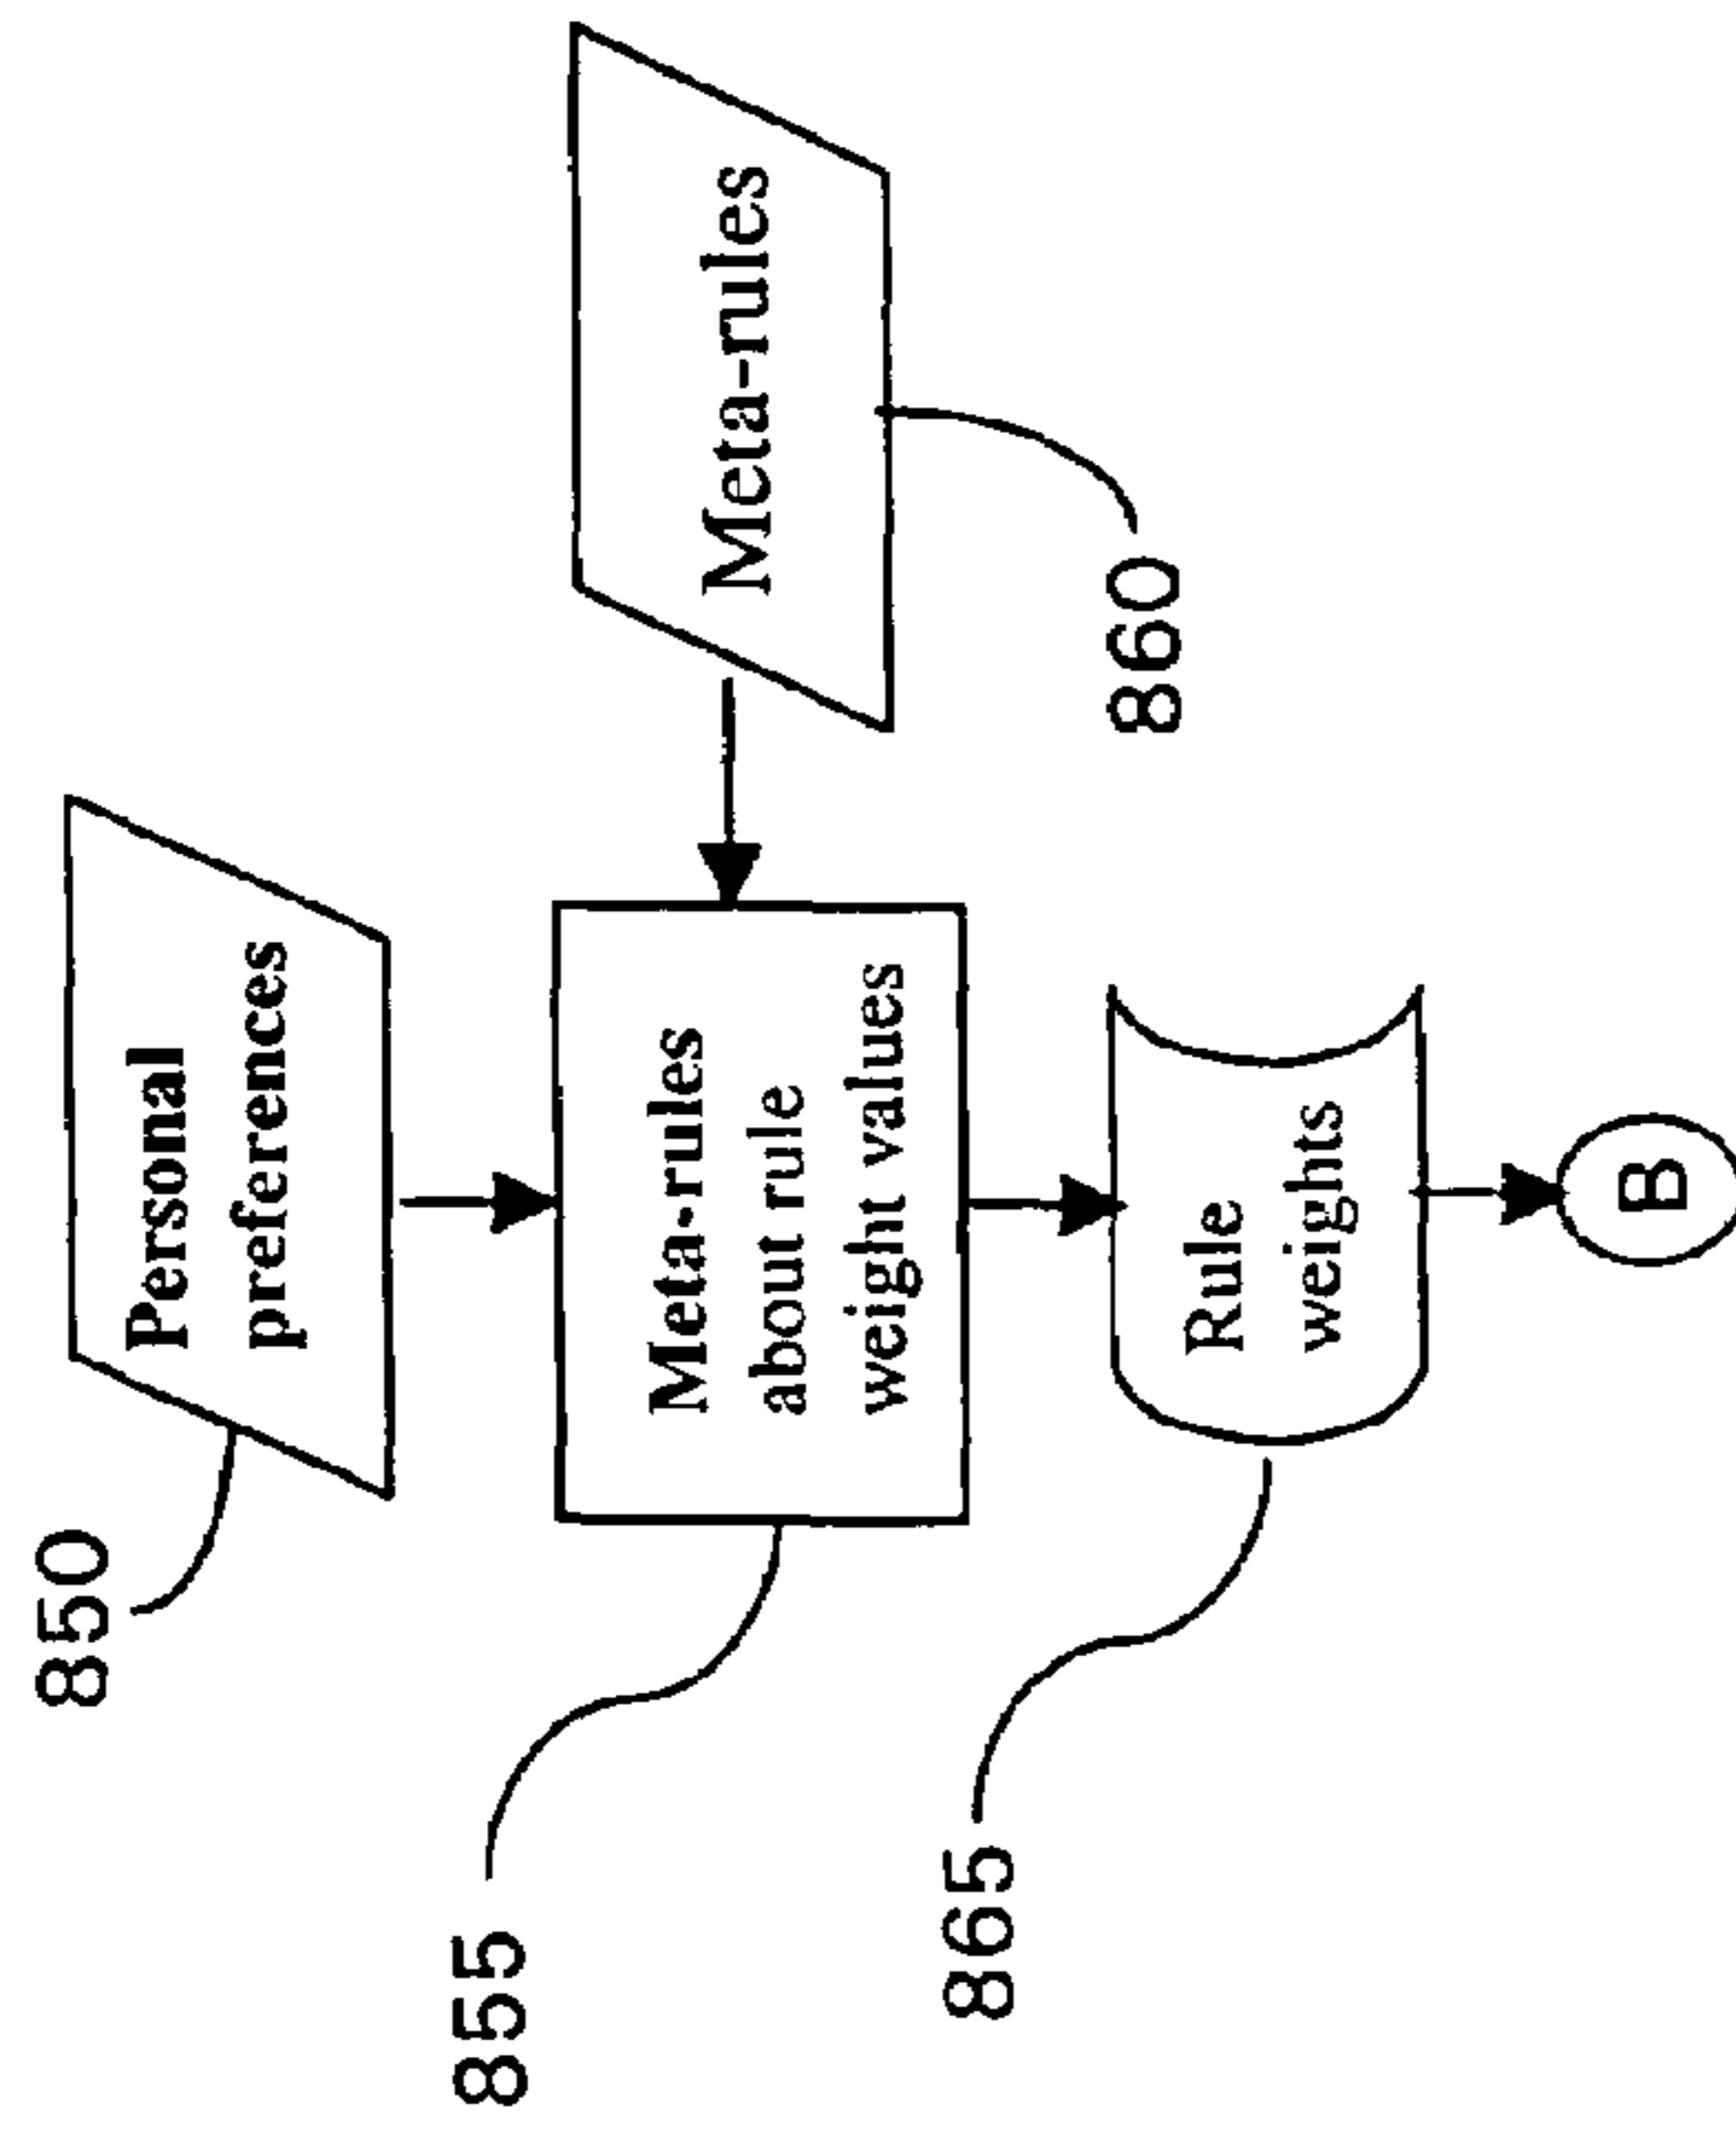 850
Personal
preferences
855
Meta-rules
about rule
weight values
Meta-rules
860
865
Rule
weights
B